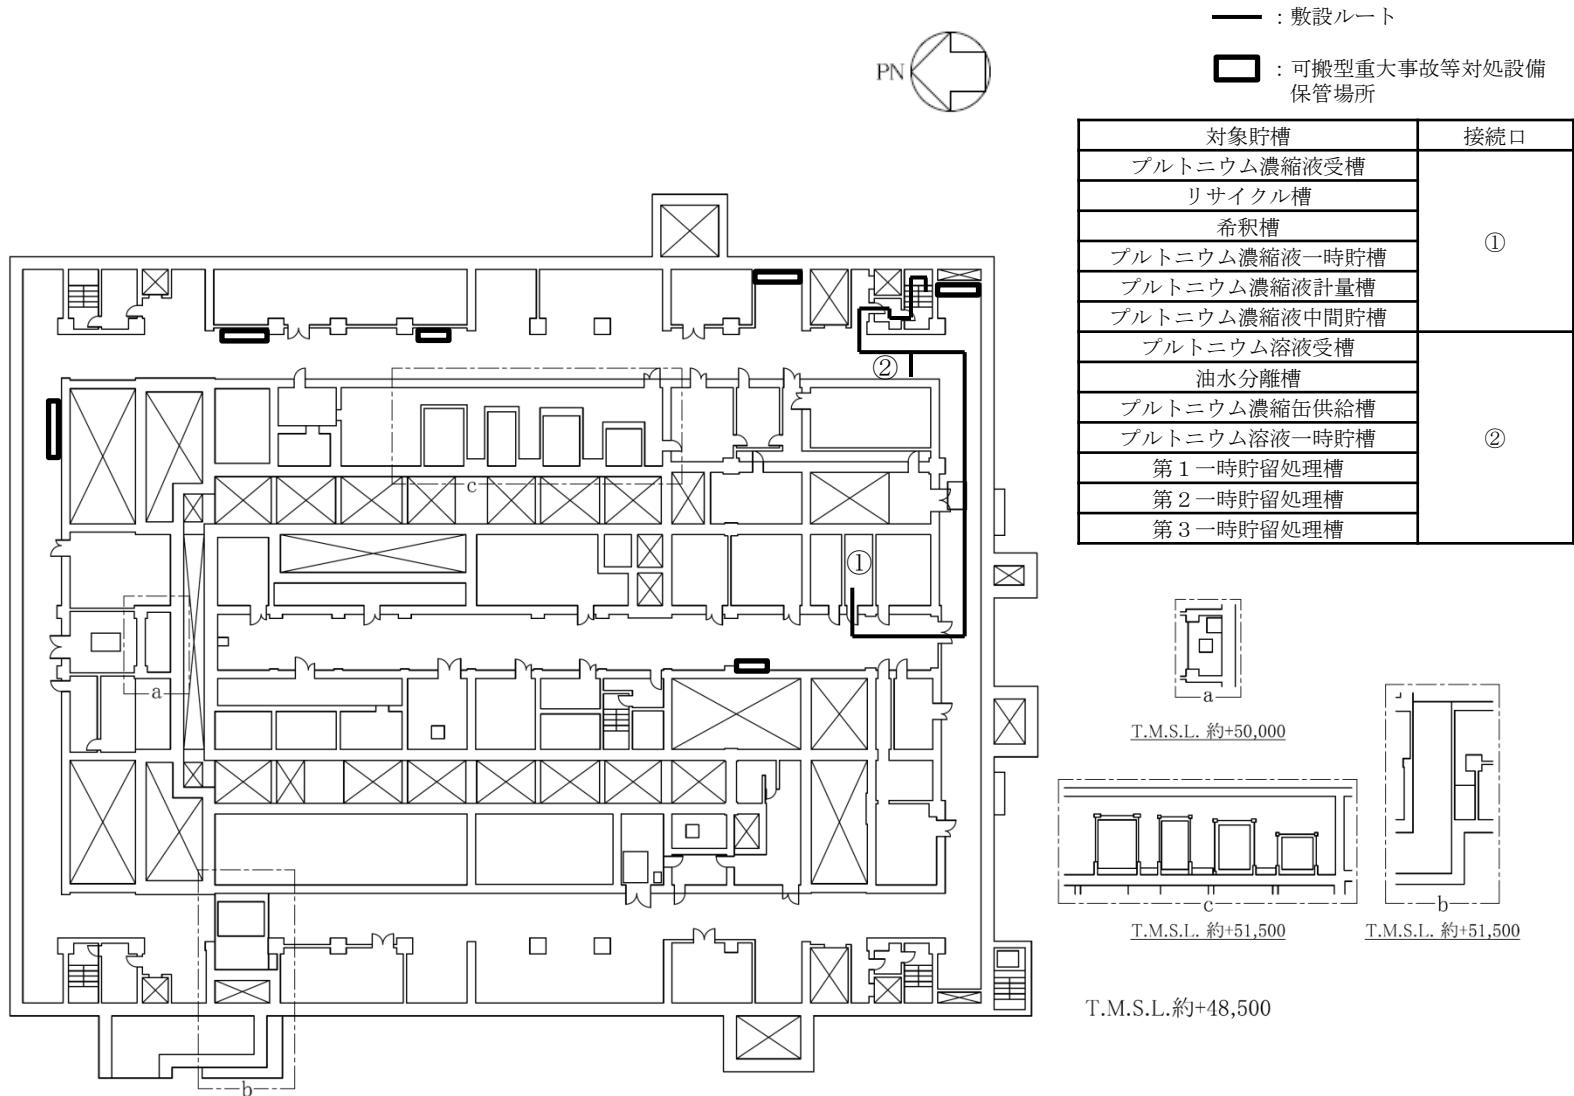 ：敷設ルート
PN
：可搬型重大事故等対処設備
保管場所
対象貯槽 接続口
プルトニウム濃縮液受槽
リサイクル槽
希釈槽
①
プルトニウム濃縮液一時貯槽
プルトニウム濃縮液計量槽
プルトニウム濃縮液中間貯槽
プルトニウム溶液受槽
油水分離槽
プルトニウム濃縮缶供給槽
プルトニウム溶液一時貯槽
②
第１一時貯留処理槽
第２一時貯留処理槽
第３一時貯留処理槽
②
c
①
a
a
T.M.S.L. 約+50,000
c
T.M.S.L. 約+51,500
b
T.M.S.L. 約+51,500
T.M.S.L.約+48,500
b